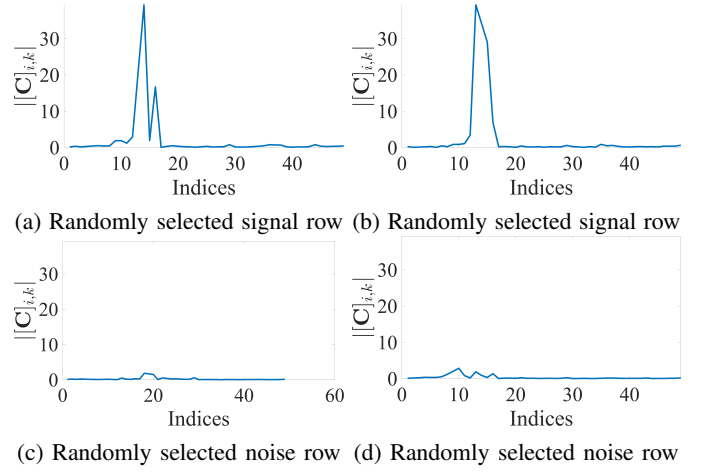 |[C]_{i,k}|
30
20
10
0
0 10 20 30 40
Indices
(a) Randomly selected signal row
|[C]_{i,k}|
30
20
10
0
0 10 20 30 40
Indices
(b) Randomly selected signal row
|[C]_{i,k}|
30
20
10
0
0 20 40 60
Indices
(c) Randomly selected noise row
|[C]_{i,k}|
30
20
10
0
0 10 20 30 40
Indices
(d) Randomly selected noise row